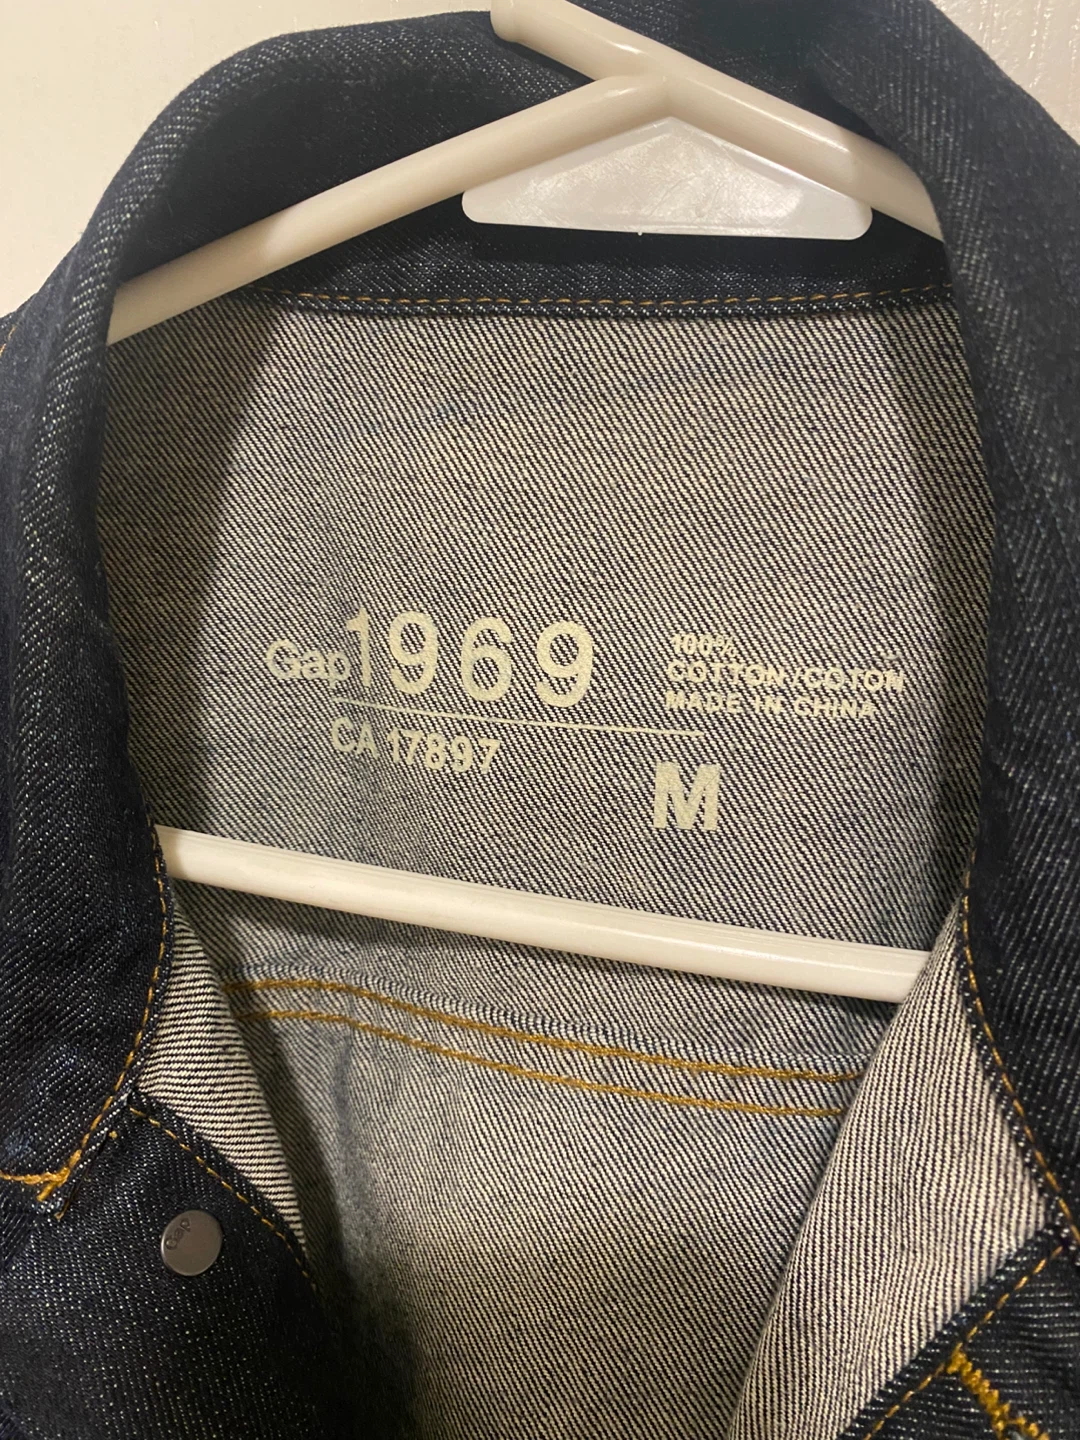 Gap1969
CA 17897
100%
COTTON/COTON
MADE IN CHINA
M
Gap